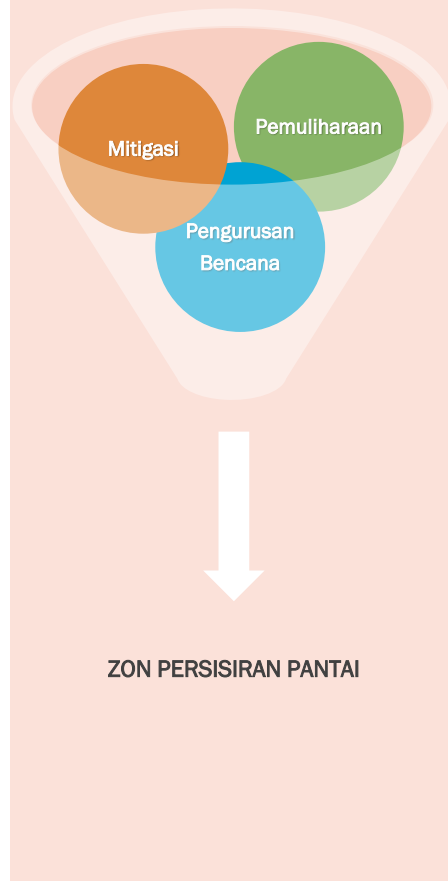 Pemuliharaan
Mitigasi
Pengurusan
Bencana
ZON PERSISIRAN PANTAI